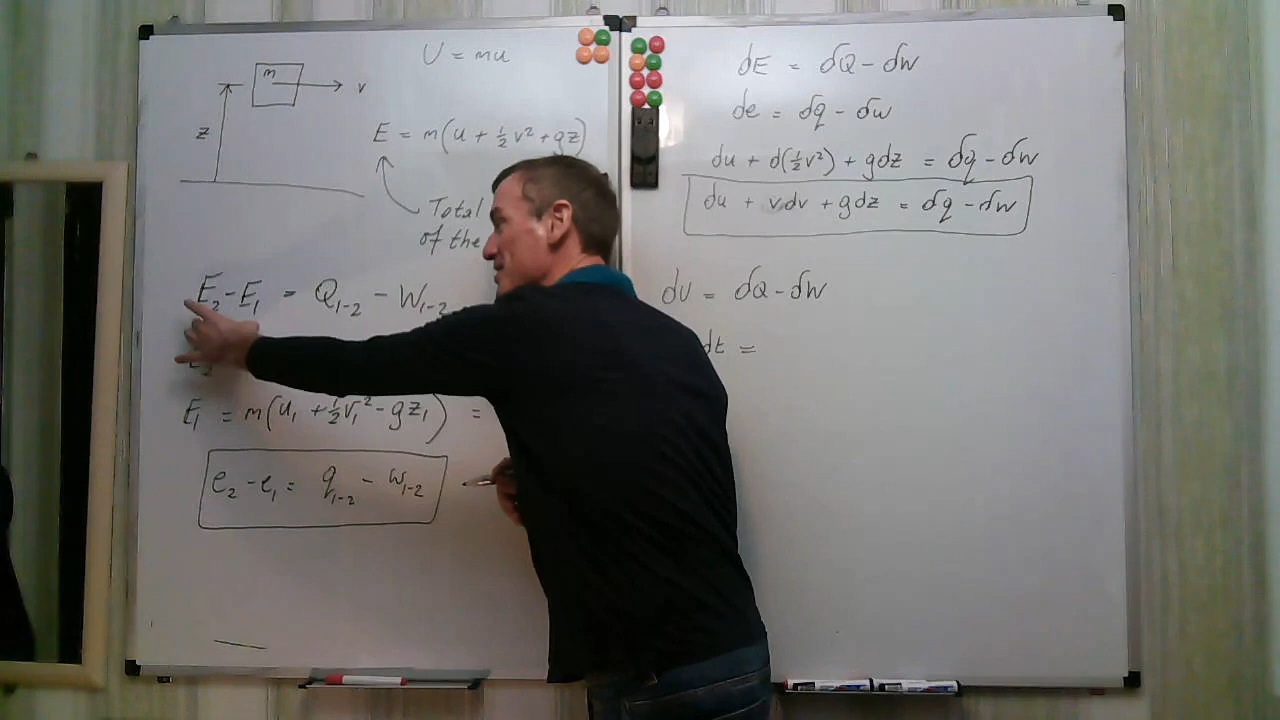 U = mu
m
v
z
E = m(u + ½v² + gz)
Total
of the
E₂ - E₁ = Q₁₋₂ - W₁₋₂
E₁ = m(u₁ + ½v₁² - gz₁) =
e₂ - e₁ = q₁₋₂ - w₁₋₂
dE = δQ - δW
de = δq - δw
du + d(½v²) + gdz = δq - δw
du + vdv + gdz = δq - δw
dU = δQ - δW
dt =